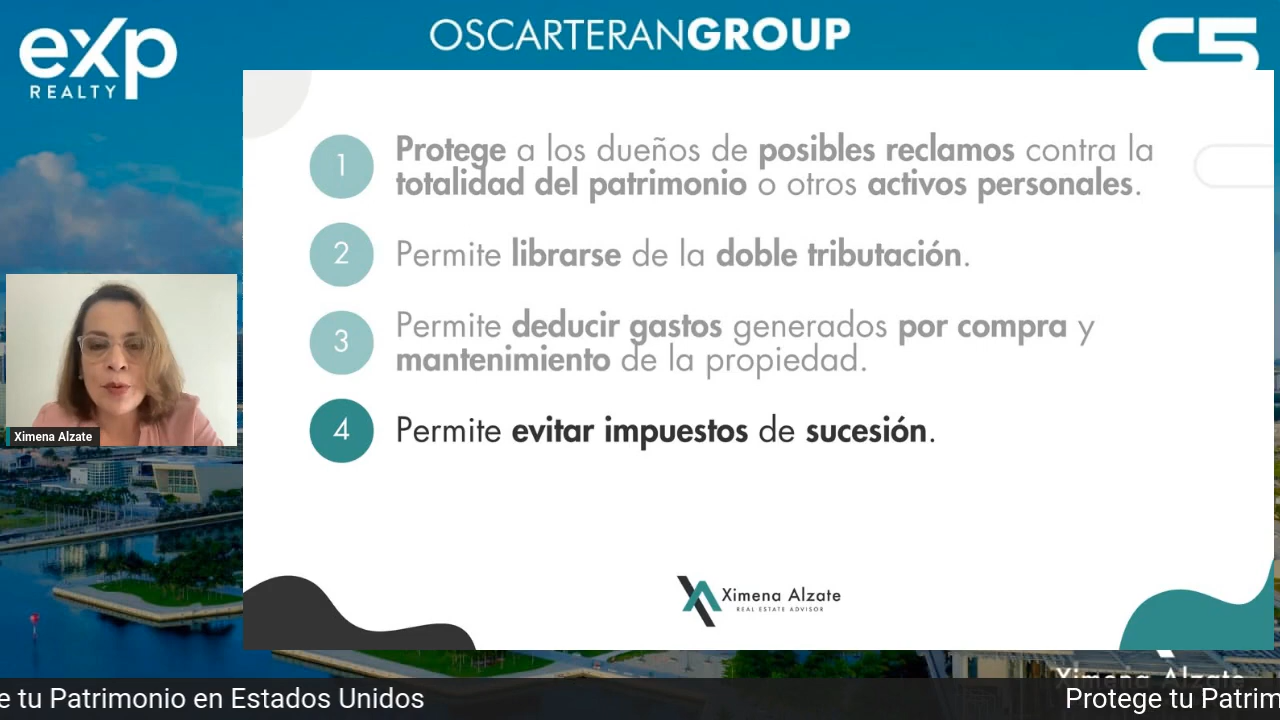 eXp
REALTY
OSCARTERANGROUP
C5
1
Protege a los dueños de posibles reclamos contra la
totalidad del patrimonio o otros activos personales.
2
Permite librarse de la doble tributación.
3
Permite deducir gastos generados por compra y
mantenimiento de la propiedad.
4
Permite evitar impuestos de sucesión.
Ximena Alzate
Ximena Alzate
REAL ESTATE ADVISOR
Ximena Alzate
e tu Patrimonio en Estados Unidos
Protege tu Patrim